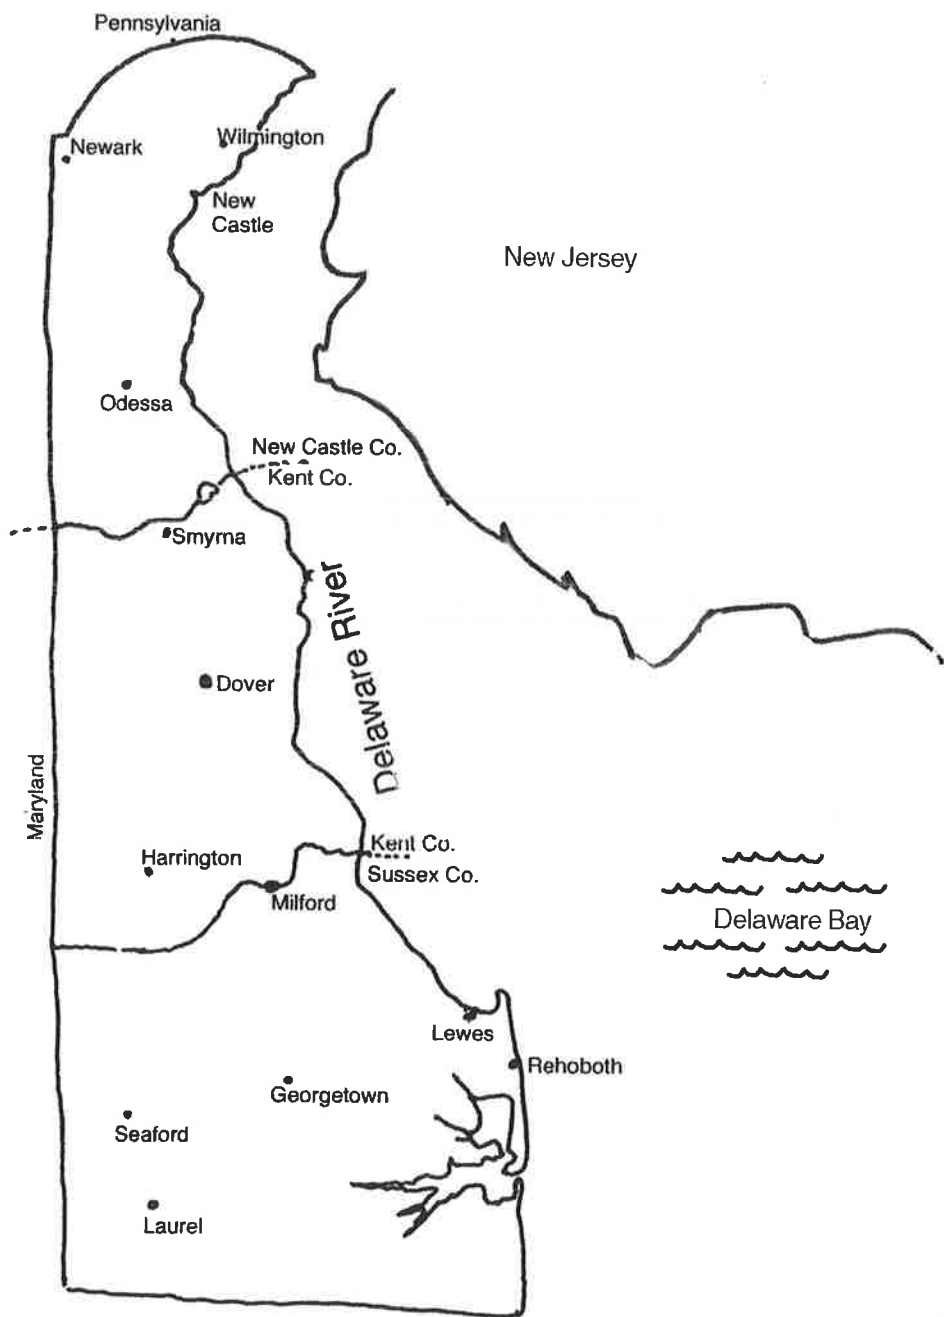 Pennsylvania
Newark
Wilmington
New
Castle
New Jersey
Odessa
New Castle Co.
Kent Co.
Smyrna
Delaware River
Dover
Maryland
Kent Co.
Harrington
Sussex Co.
Milford
Delaware Bay
Lewes
Rehoboth
Georgetown
Seaford
Laurel